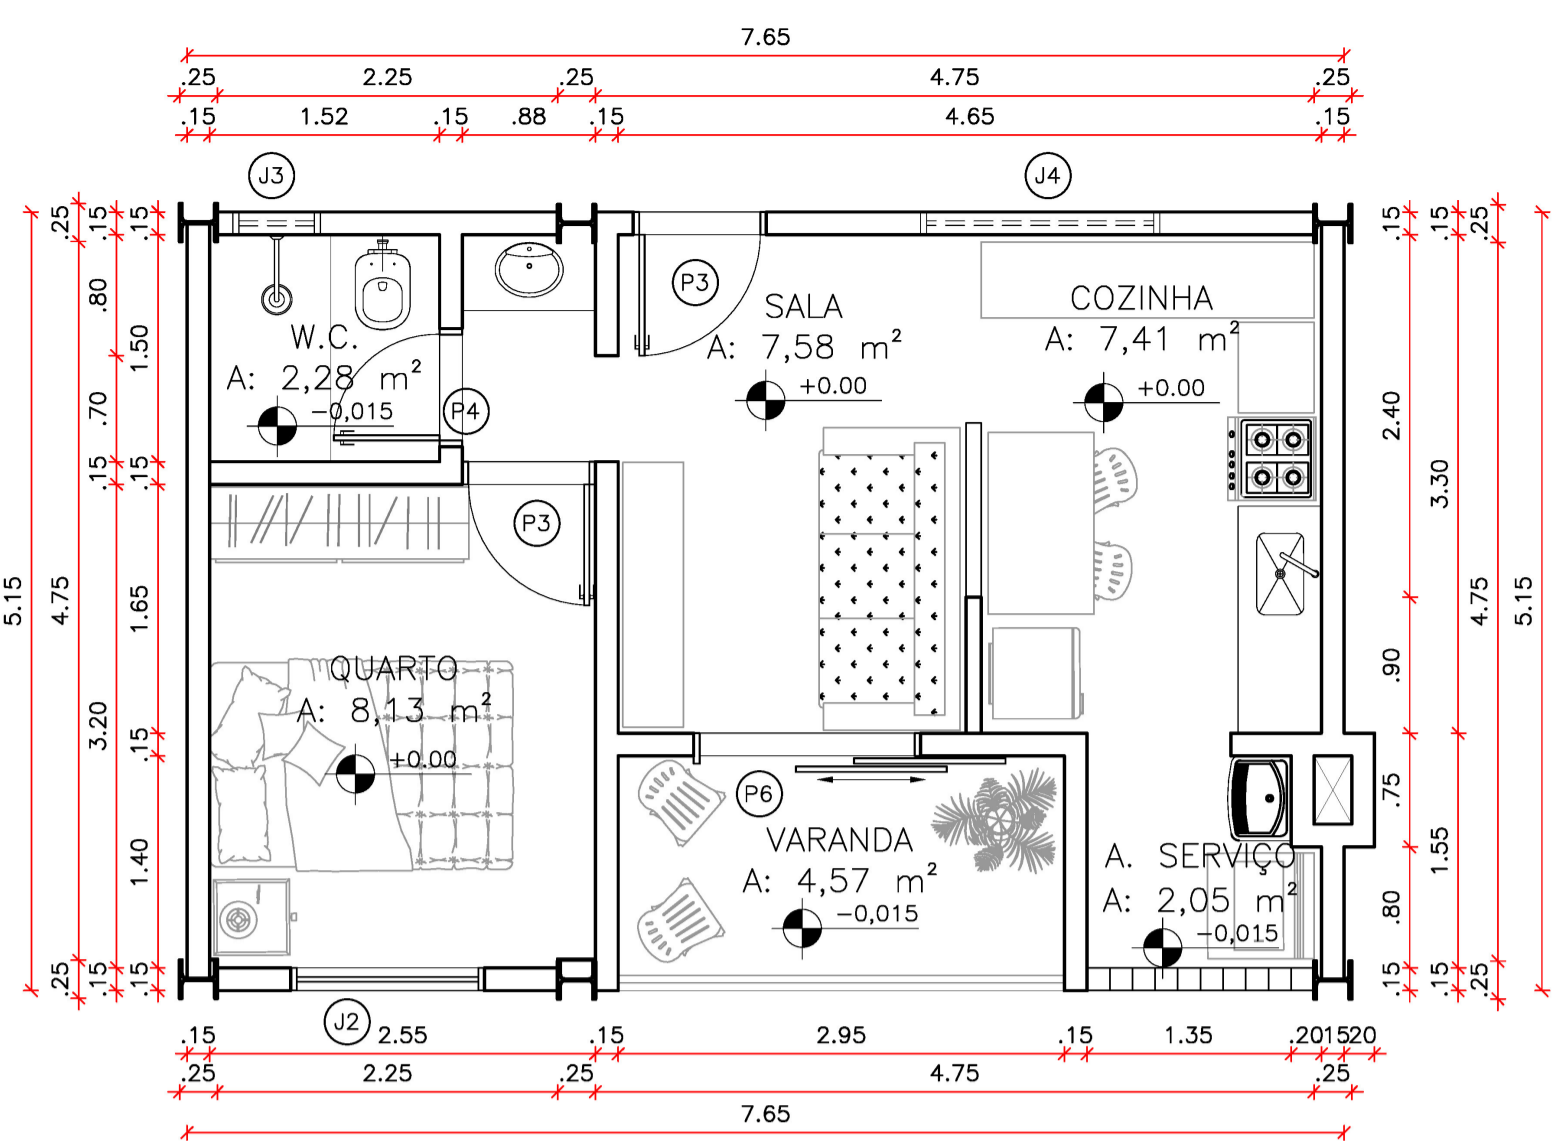 7.65
.25 2.25 .25 4.75 .25
.15 1.52 .15 .88 .15 4.65 .15
J3 J4
5.15
.25 4.75 .25
.15 .80 .70 .15 3.20 .15
.15 1.50 .15 1.65 .15 1.40 .15
W.C.
A: 2,28 m²
-0,015
P4
P3
SALA
A: 7,58 m²
+0.00
COZINHA
A: 7,41 m²
+0.00
P3
QUARTO
A: 8,13 m²
+0.00
P6
VARANDA
A: 4,57 m²
-0,015
A. SERVIÇO
A: 2,05 m²
-0,015
.15 2.40 .90 .75 .80 .15
.15 3.30 1.55 .15
.25 4.75 .25
5.15
J2
.15 2.55 .15 2.95 .15 1.35 .201520
.25 2.25 .25 4.75 .25
7.65